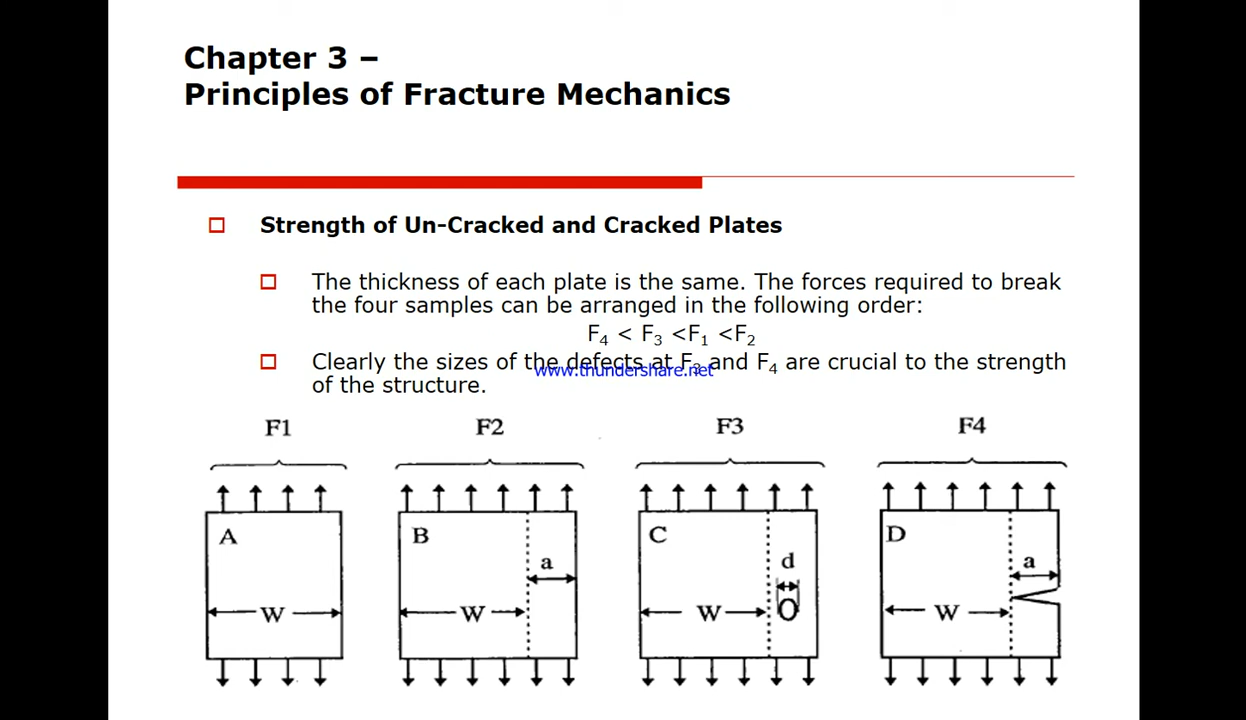 Chapter 3 –
Principles of Fracture Mechanics
Strength of Un-Cracked and Cracked Plates
The thickness of each plate is the same. The forces required to break
the four samples can be arranged in the following order:
F4 < F3 <F1 <F2
Clearly the sizes of the defects at F3 and F4 are crucial to the strength
www.thundershare.net
of the structure.
F1 F2 F3 F4
A B C D
a d a
W W W W